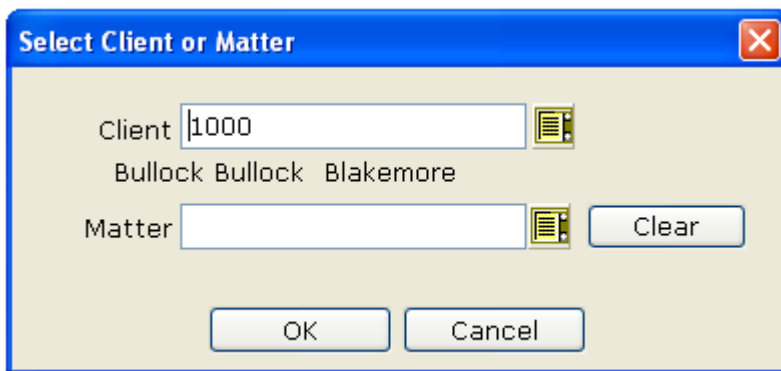 Select Client or Matter
Client 1000
Bullock Bullock Blakemore
Matter Clear
OK Cancel